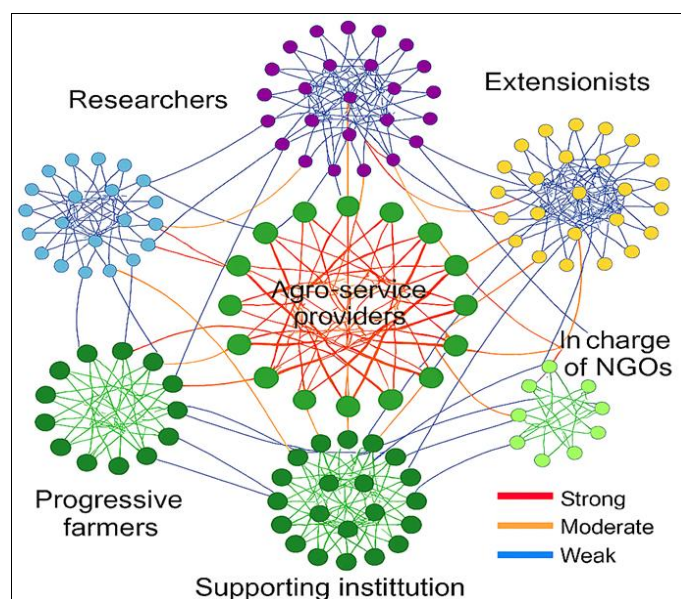 Researchers
Extensionists
Agro-service
providers
In charge
of NGOs
Progressive
farmers
Strong
Moderate
Weak
Supporting instittution